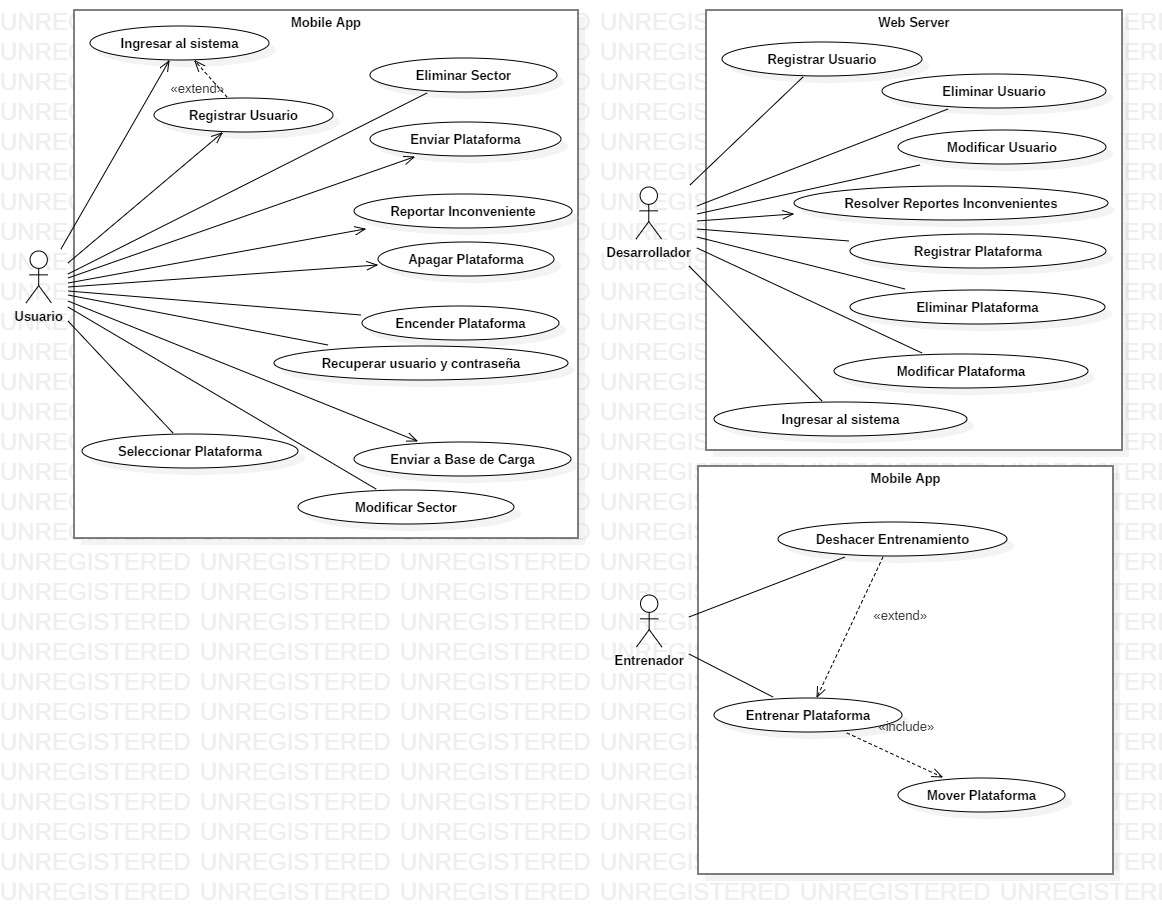 Mobile App
Ingresar al sistema
Eliminar Sector
«extend»
Registrar Usuario
Enviar Plataforma
Reportar Inconveniente
Apagar Plataforma
Usuario
Encender Plataforma
Recuperar usuario y contraseña
Seleccionar Plataforma
Enviar a Base de Carga
Modificar Sector
Web Server
Registrar Usuario
Eliminar Usuario
Modificar Usuario
Resolver Reportes Inconvenientes
Desarrollador
Registrar Plataforma
Eliminar Plataforma
Modificar Plataforma
Ingresar al sistema
Mobile App
Deshacer Entrenamiento
«extend»
Entrenador
Entrenar Plataforma
«include»
Mover Plataforma
UNREGISTERED UNREGISTERED UNREGISTERED UNREGISTERED UNREGISTERED UNREGISTERED